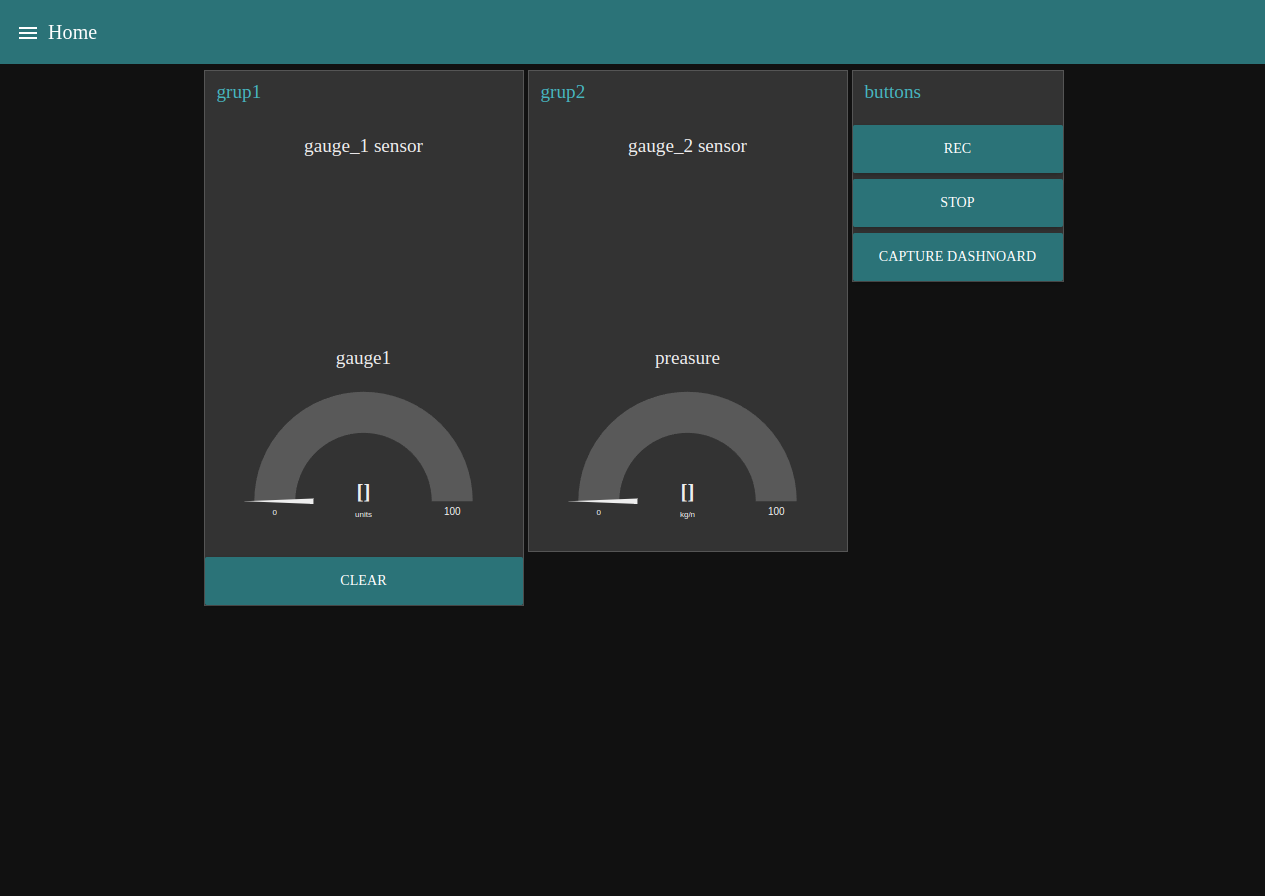 Home
grup1
gauge_1 sensor
gauge1
[]
0
units
100
CLEAR
grup2
gauge_2 sensor
preasure
[]
0
kg/n
100
buttons
REC
STOP
CAPTURE DASHNOARD